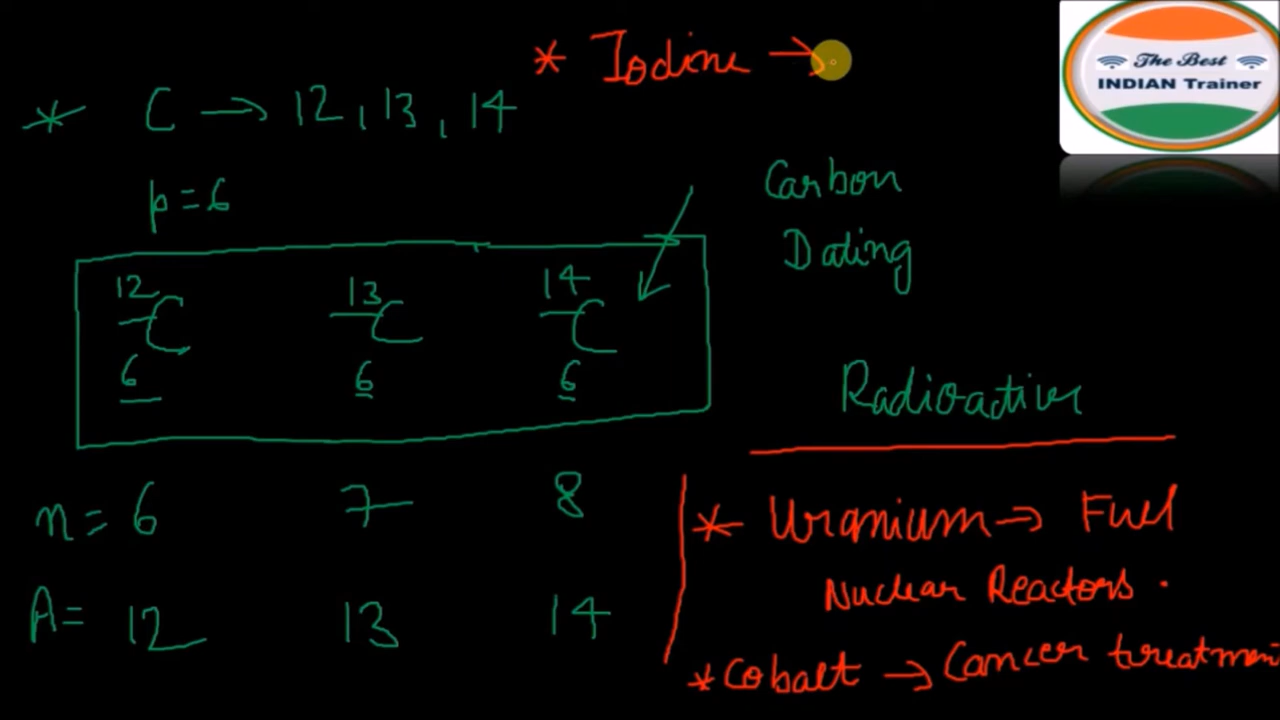 * Iodine →
* C → 12, 13, 14
p = 6
Carbon
Dating
12 C 6
13 C 6
14 C 6
Radioactive
n = 6 7 8
A = 12 13 14
* Uranium → Fuel
Nuclear Reactors.
* Cobalt → Cancer treatment
The Best
INDIAN Trainer